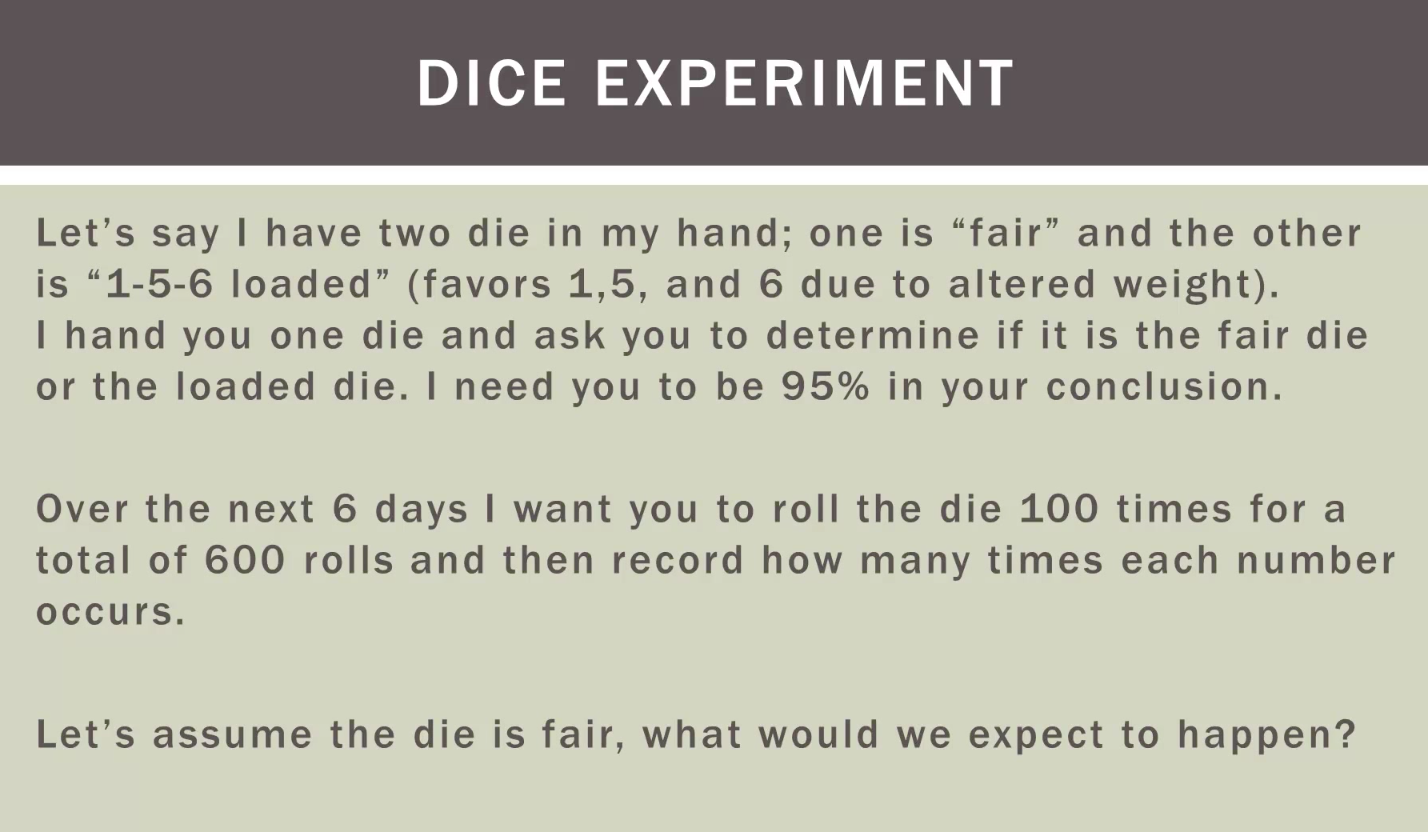 DICE EXPERIMENT
Let’s say I have two die in my hand; one is “fair” and the other
is “1-5-6 loaded” (favors 1,5, and 6 due to altered weight).
I hand you one die and ask you to determine if it is the fair die
or the loaded die. I need you to be 95% in your conclusion.
Over the next 6 days I want you to roll the die 100 times for a
total of 600 rolls and then record how many times each number
occurs.
Let’s assume the die is fair, what would we expect to happen?